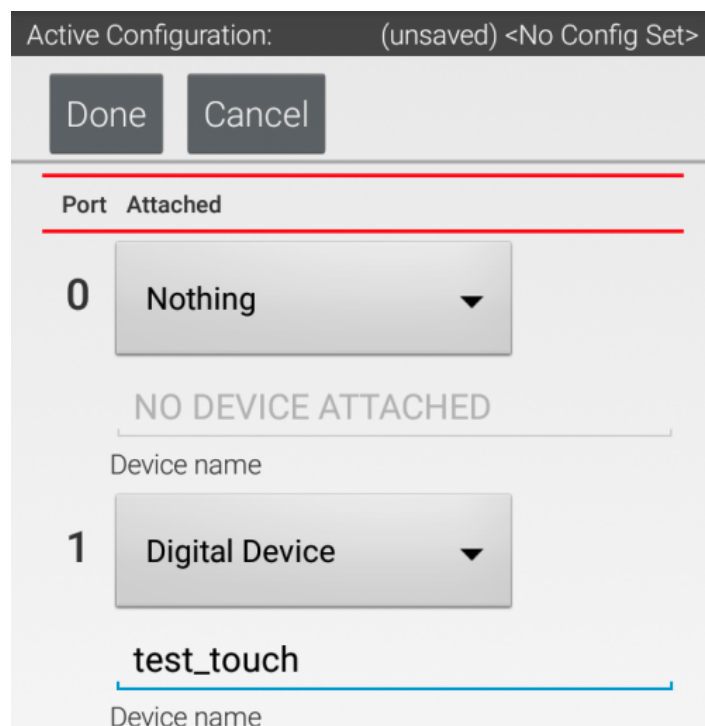 Active Configuration: (unsaved) <No Config Set>
Done Cancel
Port Attached
0 Nothing
NO DEVICE ATTACHED
Device name
1 Digital Device
test_touch
Device name